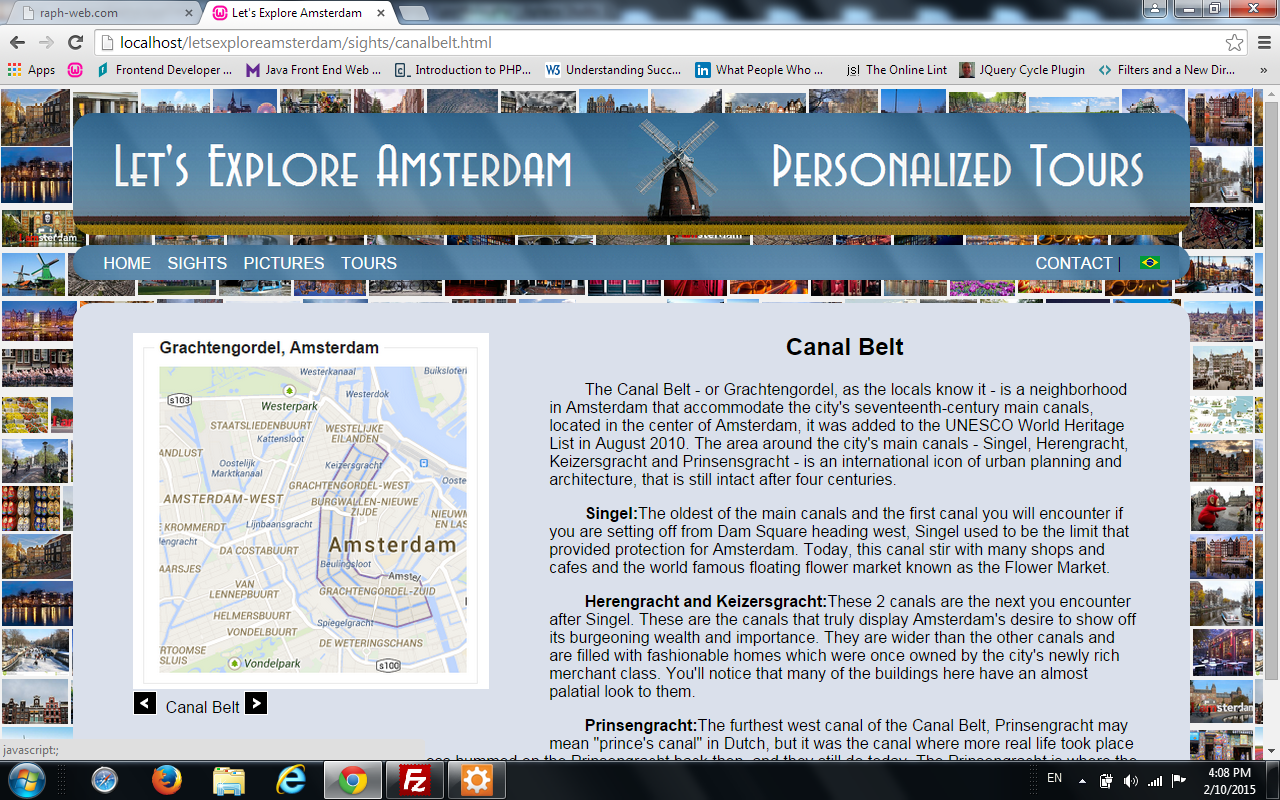 raph-web.com
Let's Explore Amsterdam
localhost/letsexploreamsterdam/sights/canalbelt.html
Apps
Frontend Developer ...
Java Front End Web ...
Introduction to PHP...
W3 Understanding Succ...
in What People Who ...
jsl The Online Lint
JQuery Cycle Plugin
Filters and a New Dir...
»
LET'S EXPLORE AMSTERDAM
PERSONALIZED TOURS
HOME SIGHTS PICTURES TOURS
CONTACT |
Grachtengordel, Amsterdam
Westerkanaal
Buiksloterl
s103
Westerdok
Westerpark
STAATSLIEDENBUURT
Kattensloot
WESTELIJKE
EILANDEN
ANDLUST
Oostelijk
Marktkanaal
Keizersgracht
Ooste
GRACHTENGORDEL-WEST
AMSTERDAM-WEST
BURGWALLEN-NIEUWE
ZIJDE
NIEUWM
EN LAS
E KROMMERDT
Lijnbaansgracht
lengracht
DA COSTABUURT
Amsterdam
AARSJES
Beulingsloot
Amstel
VAN
LENNEPBUURT
GRACHTENGORDEL-ZUID
HELMERSBUURT
Spiegelgracht
VONDELBUURT
DE WETERINGSCHANS
RTOOMSE
SLUIS
Vondelpark
s100
< Canal Belt >
Canal Belt
The Canal Belt - or Grachtengordel, as the locals know it - is a neighborhood
in Amsterdam that accommodate the city's seventeenth-century main canals,
located in the center of Amsterdam, it was added to the UNESCO World Heritage
List in August 2010. The area around the city's main canals - Singel, Herengracht,
Keizersgracht and Prinsensgracht - is an international icon of urban planning and
architecture, that is still intact after four centuries.
Singel:The oldest of the main canals and the first canal you will encounter if
you are setting off from Dam Square heading west, Singel used to be the limit that
provided protection for Amsterdam. Today, this canal stir with many shops and
cafes and the world famous floating flower market known as the Flower Market.
Herengracht and Keizersgracht:These 2 canals are the next you encounter
after Singel. These are the canals that truly display Amsterdam's desire to show off
its burgeoning wealth and importance. They are wider than the other canals and
are filled with fashionable homes which were once owned by the city's newly rich
merchant class. You'll notice that many of the buildings here have an almost
palatial look to them.
Prinsengracht:The furthest west canal of the Canal Belt, Prinsengracht may
mean "prince's canal" in Dutch, but it was the canal where more real life took place
javascript:;
EN
4:08 PM
2/10/2015